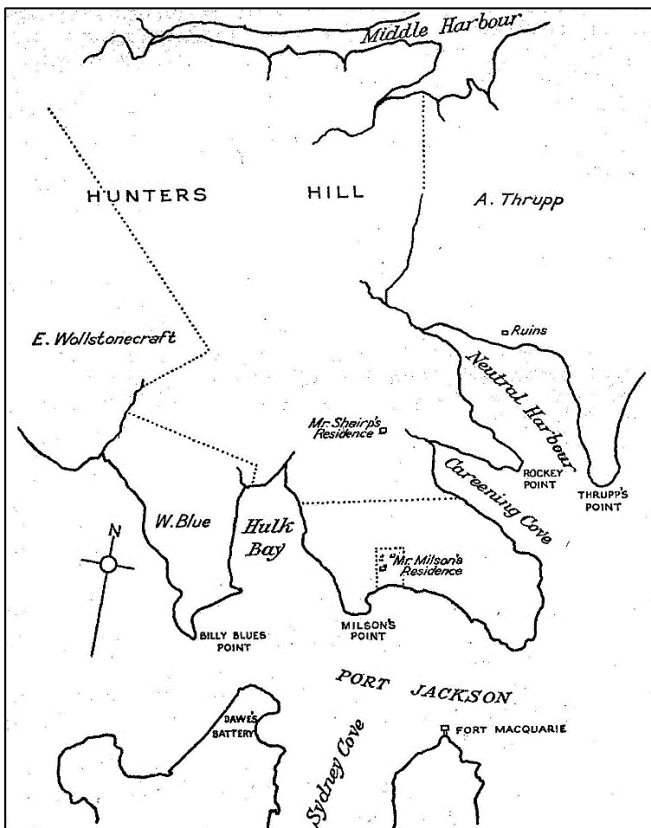 Middle Harbour
HUNTERS HILL
A. Thrupp
E. Wollstonecraft
Ruins
Neutral Harbour
Mr. Shairp's
Residence
ROCKEY
POINT
THRUPP'S
POINT
Careening Cove
N
W. Blue
Hulk
Bay
Mr. Milson's
Residence
BILLY BLUES
POINT
MILSON'S
POINT
PORT JACKSON
DAWE'S
BATTERY
Sydney Cove
FORT MACQUARIE